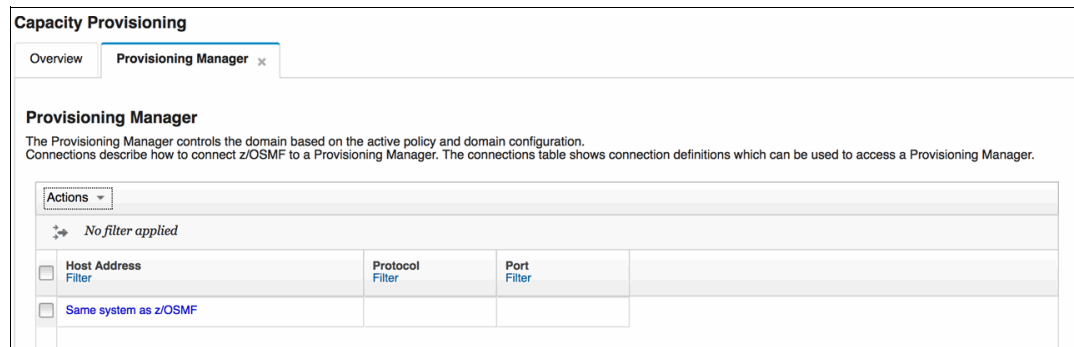 Capacity Provisioning
Overview
Provisioning Manager
Provisioning Manager
The Provisioning Manager controls the domain based on the active policy and domain configuration.
Connections describe how to connect z/OSMF to a Provisioning Manager. The connections table shows connection definitions which can be used to access a Provisioning Manager.
Actions
No filter applied
Host Address Protocol Port
Filter Filter Filter
Same system as z/OSMF